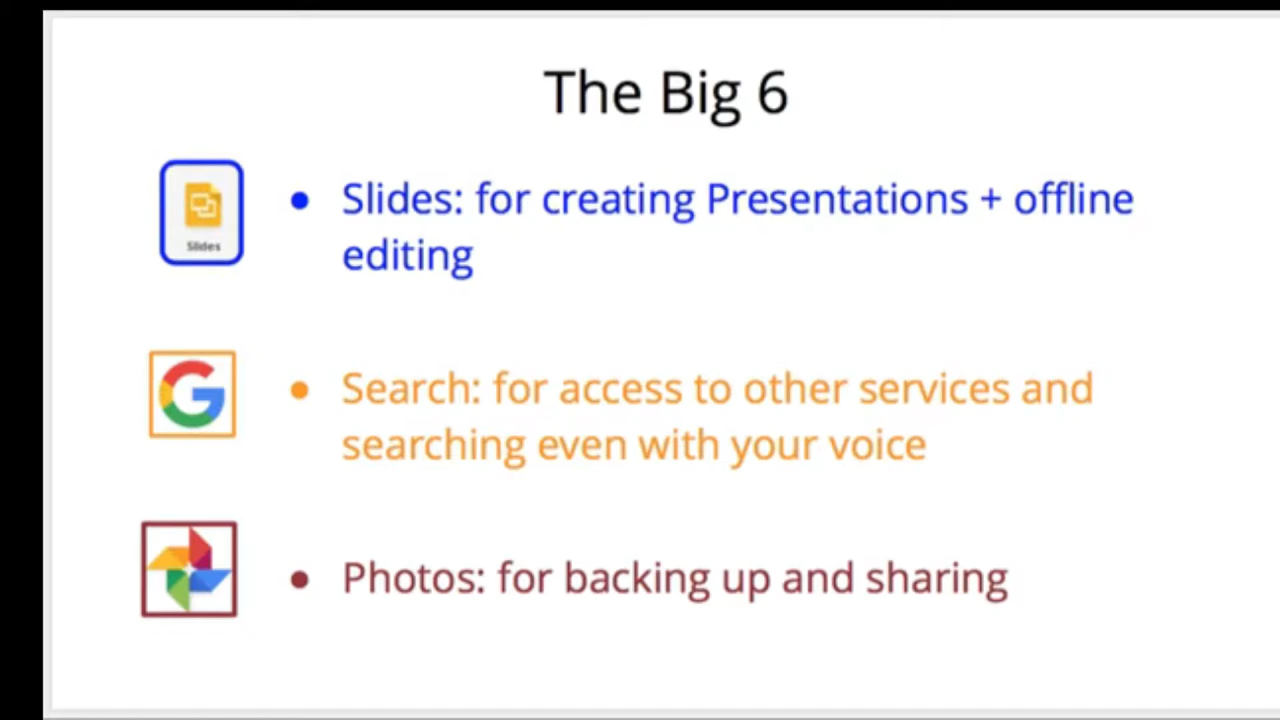 The Big 6
Slides
• Slides: for creating Presentations + offline
editing
• Search: for access to other services and
searching even with your voice
• Photos: for backing up and sharing